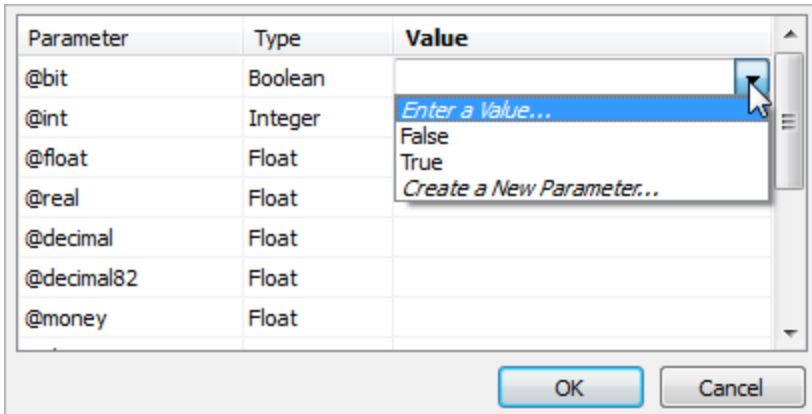 Parameter Type Value
@bit Boolean
@int Integer Enter a Value...
False
@float Float True
@real Float Create a New Parameter...
@decimal Float
@decimal82 Float
@money Float
OK Cancel